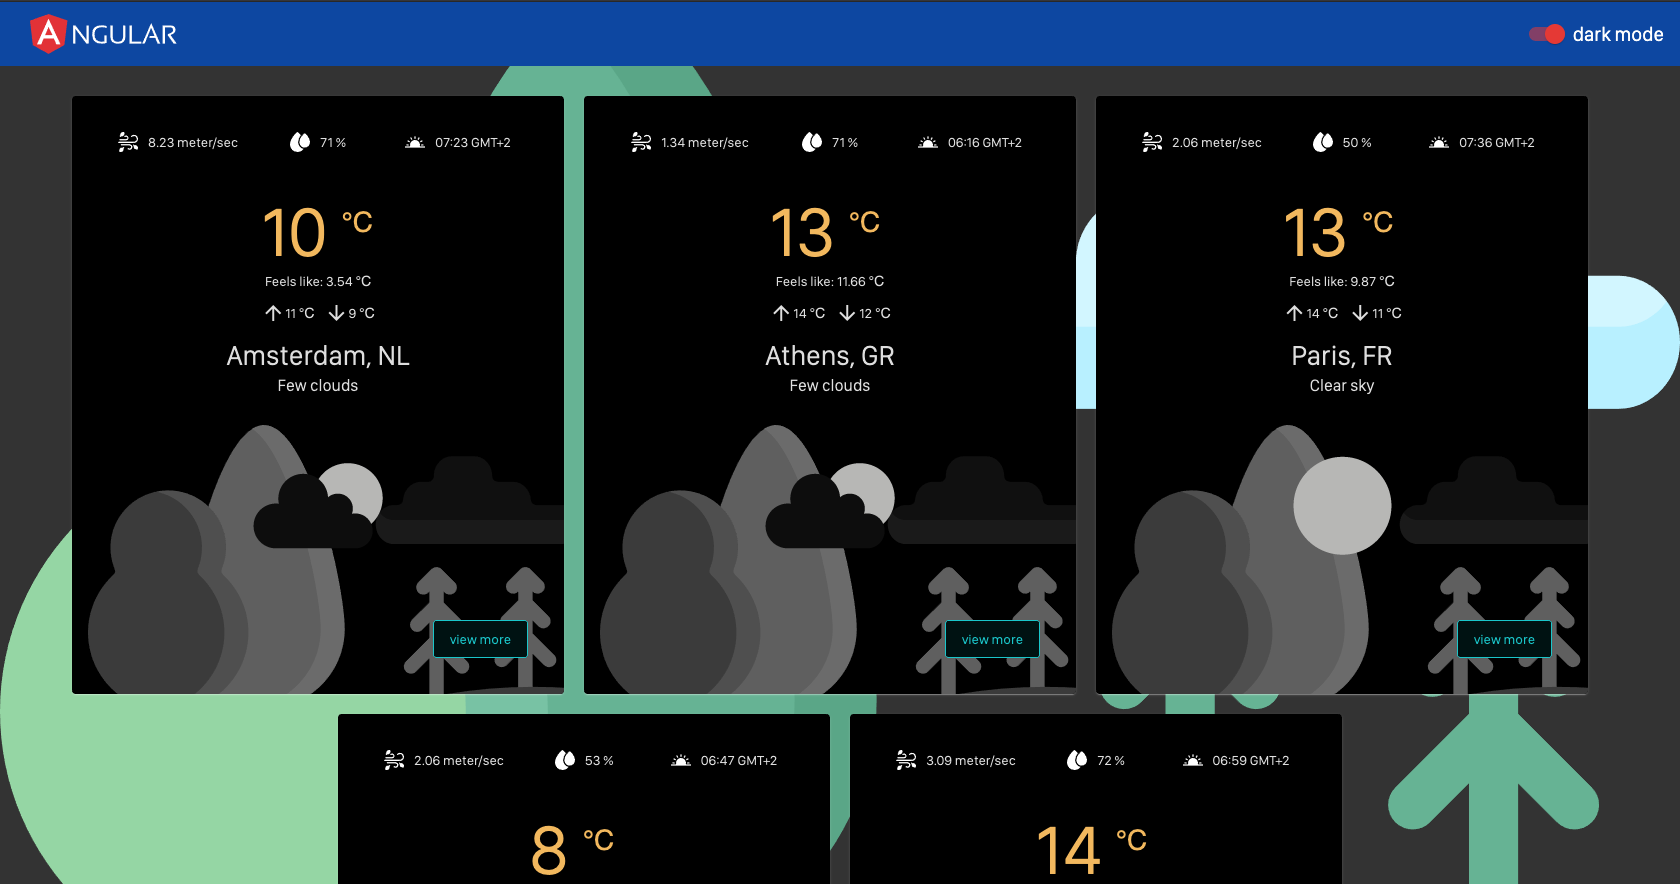 ANGULAR
dark mode
8.23 meter/sec 71 % 07:23 GMT+2
10 °C
Feels like: 3.54 °C
11 °C 9 °C
Amsterdam, NL
Few clouds
view more
1.34 meter/sec 71 % 06:16 GMT+2
13 °C
Feels like: 11.66 °C
14 °C 12 °C
Athens, GR
Few clouds
view more
2.06 meter/sec 50 % 07:36 GMT+2
13 °C
Feels like: 9.87 °C
14 °C 11 °C
Paris, FR
Clear sky
view more
2.06 meter/sec 53 % 06:47 GMT+2
8 °C
3.09 meter/sec 72 % 06:59 GMT+2
14 °C